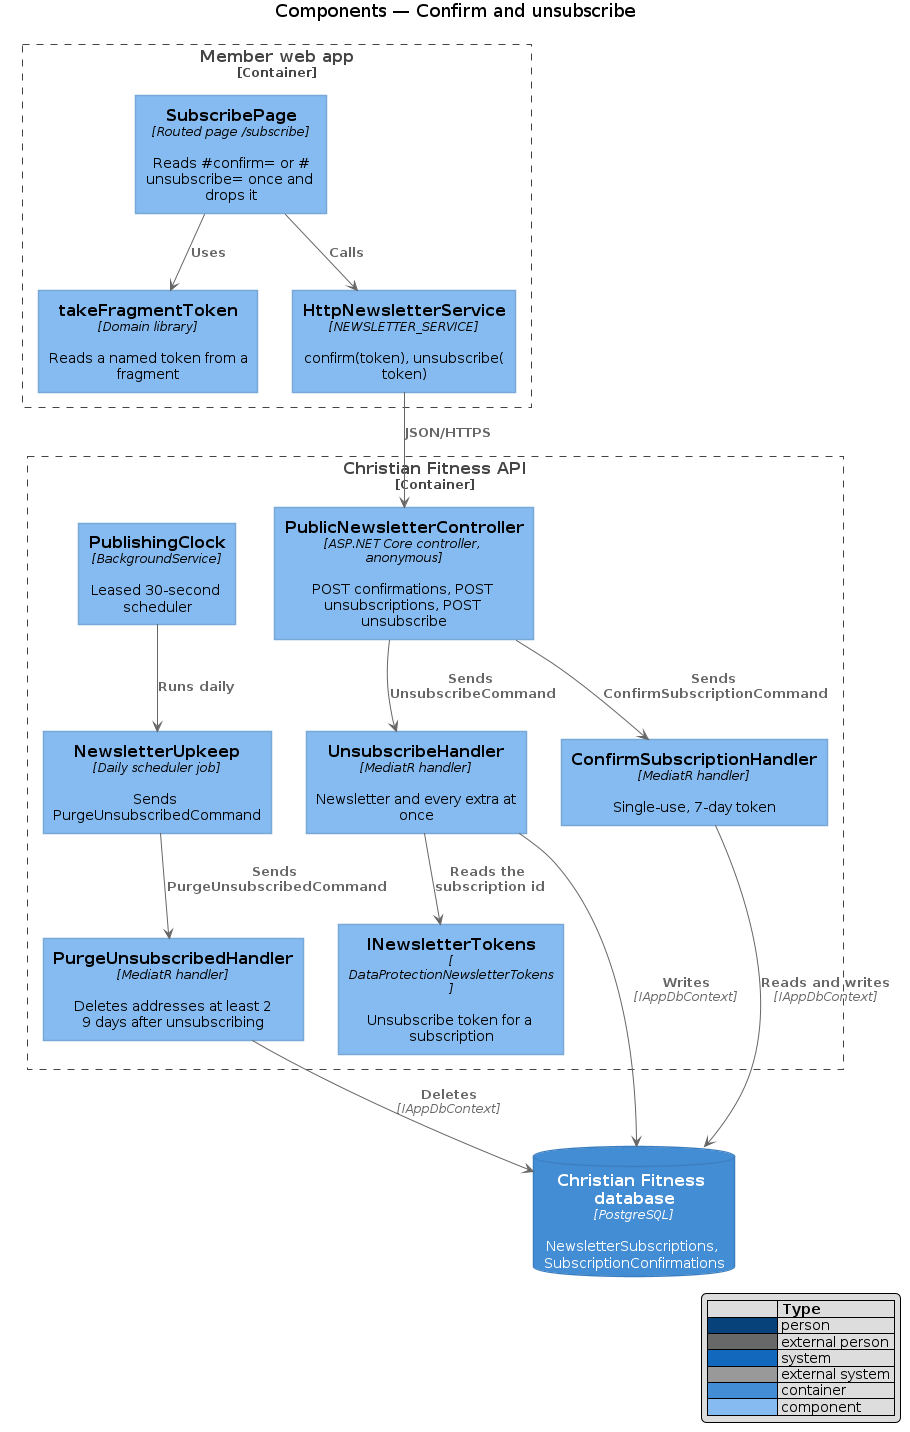 Components — Confirm and unsubscribe
Member web app
[Container]
SubscribePage
[Routed page /subscribe]
Reads #confirm= or #
unsubscribe= once and
drops it
Uses
Calls
takeFragmentToken
[Domain library]
Reads a named token from a
fragment
HttpNewsletterService
[NEWSLETTER_SERVICE]
confirm(token), unsubscribe(
token)
JSON/HTTPS
Christian Fitness API
[Container]
PublishingClock
[BackgroundService]
Leased 30-second
scheduler
PublicNewsletterController
[ASP.NET Core controller,
anonymous]
POST confirmations, POST
unsubscriptions, POST
unsubscribe
Runs daily
Sends
UnsubscribeCommand
Sends
ConfirmSubscriptionCommand
NewsletterUpkeep
[Daily scheduler job]
Sends
PurgeUnsubscribedCommand
UnsubscribeHandler
[MediatR handler]
Newsletter and every extra at
once
ConfirmSubscriptionHandler
[MediatR handler]
Single-use, 7-day token
Sends
PurgeUnsubscribedCommand
Reads the
subscription id
PurgeUnsubscribedHandler
[MediatR handler]
Deletes addresses at least 2
9 days after unsubscribing
INewsletterTokens
[
DataProtectionNewsletterTokens
]
Unsubscribe token for a
subscription
Writes
[IAppDbContext]
Reads and writes
[IAppDbContext]
Deletes
[IAppDbContext]
Christian Fitness
database
[PostgreSQL]
NewsletterSubscriptions,
SubscriptionConfirmations
Type
person
external person
system
external system
container
component